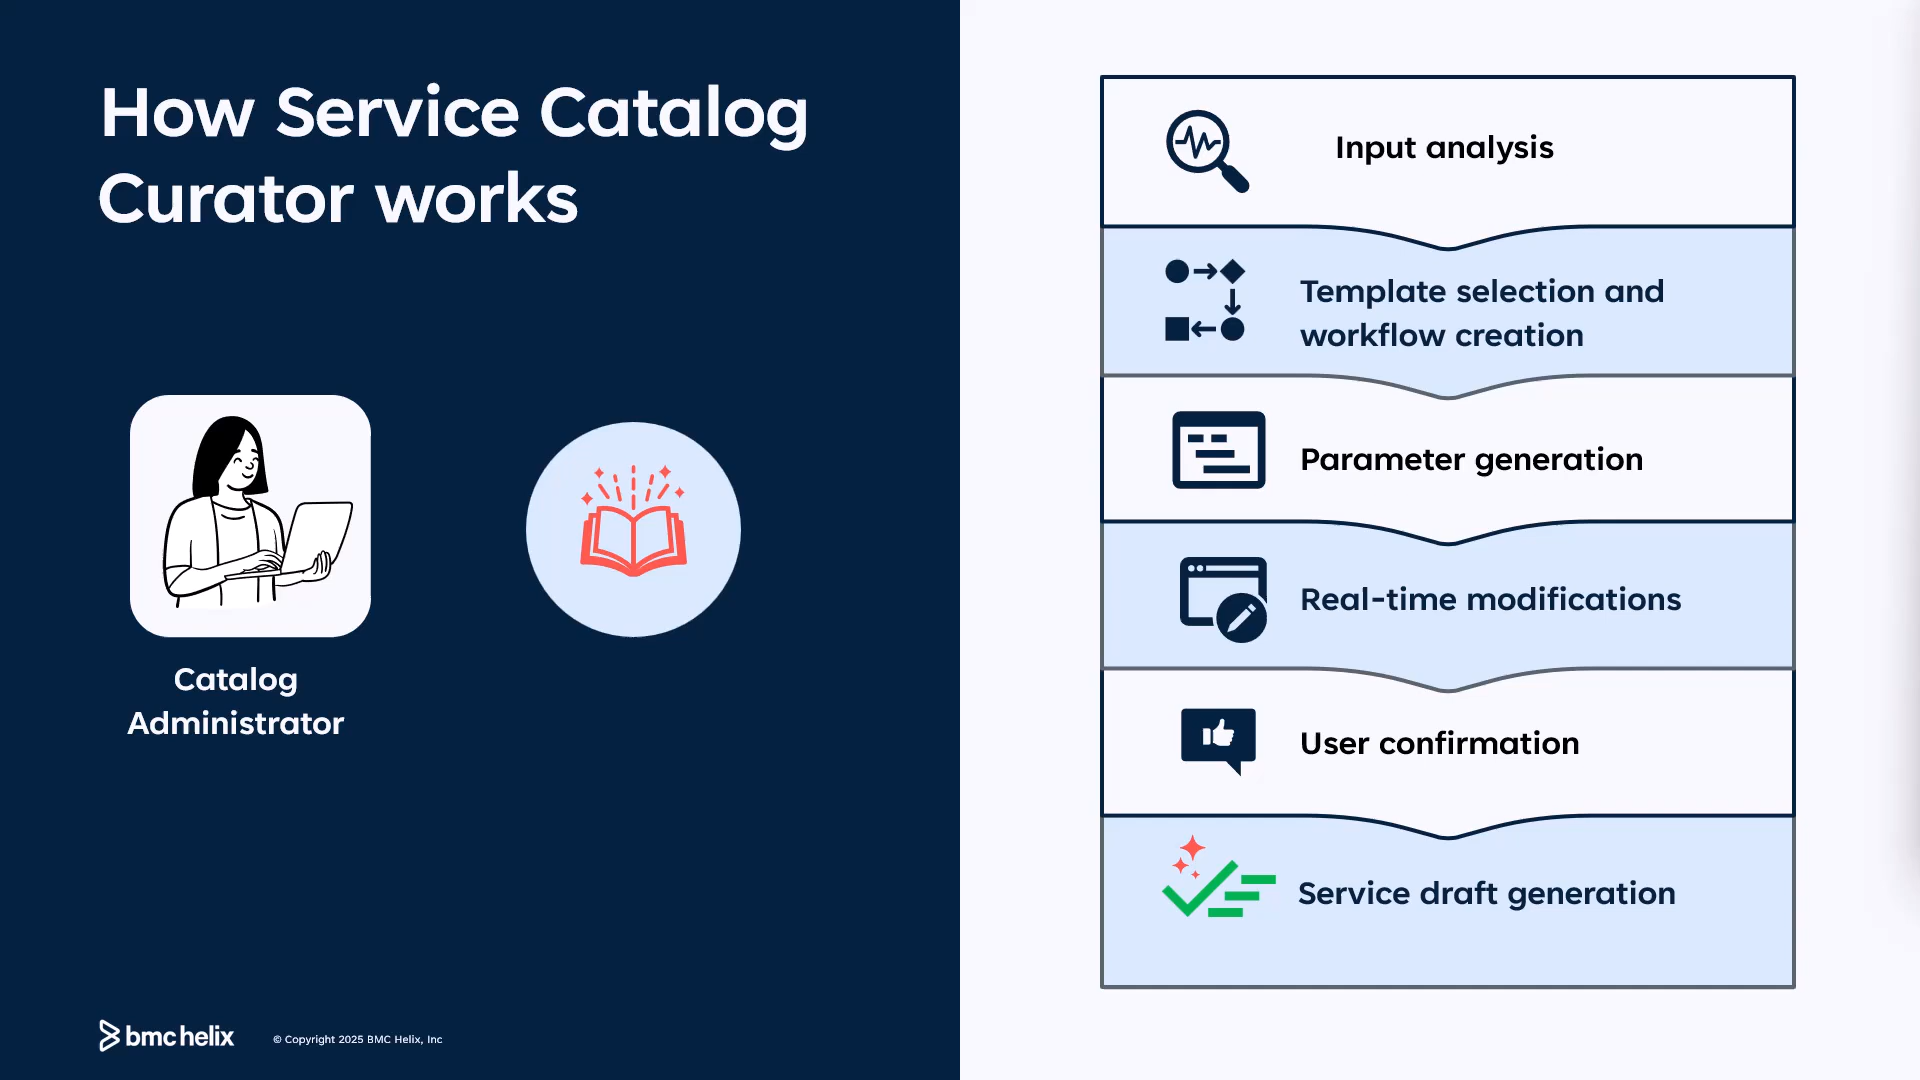 How Service Catalog
Curator works
Catalog
Administrator
Input analysis
Template selection and
workflow creation
Parameter generation
Real-time modifications
User confirmation
Service draft generation
bmc helix
© Copyright 2025 BMC Helix, Inc